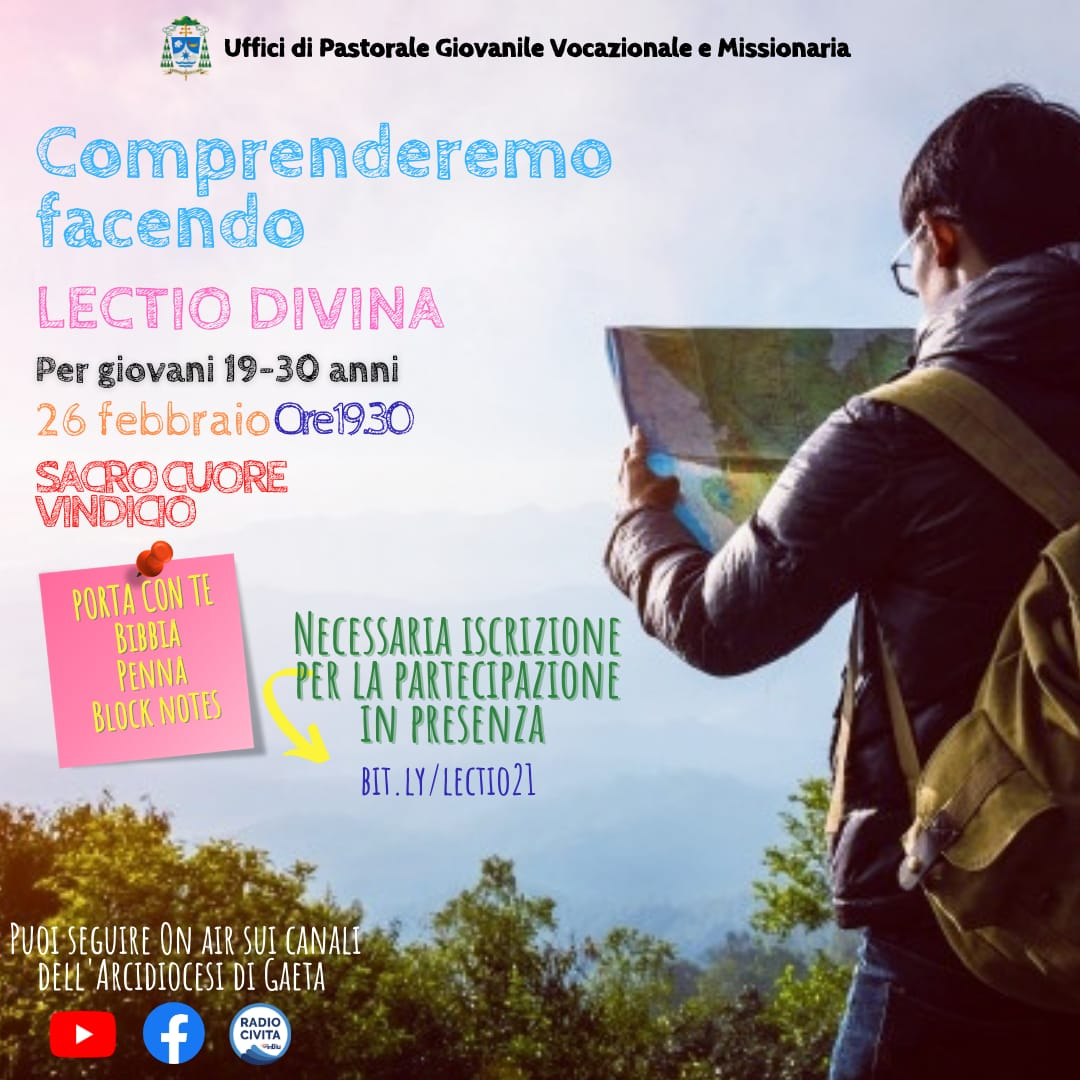 Uffici di Pastorale Giovanile Vocazionale e Missionaria
Comprenderemo
facendo
LECTIO DIVINA
Per giovani 19-30 anni
26 febbraio Ore 19.30
SACRO CUORE
VINDICIO
PORTA CON TE
BIBBIA
PENNA
BLOCK NOTES
NECESSARIA ISCRIZIONE
PER LA PARTECIPAZIONE
IN PRESENZA
BIT.LY/LECTIO21
PUOI SEGUIRE ON AIR SUI CANALI
DELL'ARCIDIOCESI DI GAETA
RADIO
CIVITA
inBlu